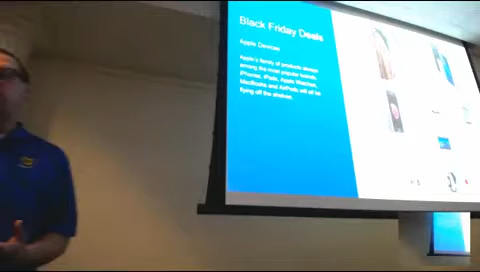 Black Friday Deals
Apple Devices
Apple's family of products always
among the most popular brands.
iPhones, iPads, Apple Watches,
MacBooks and AirPods will all be
flying off the shelves.